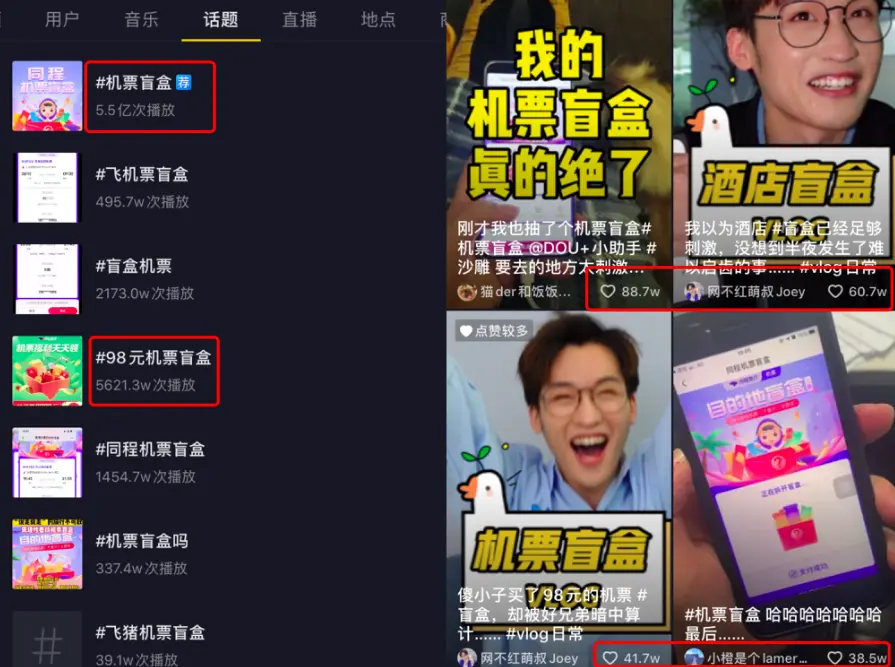 用户
音乐
话题
直播
地点
同程
机票盲盒
#机票盲盒 荐
5.5亿次播放
#飞机票盲盒
495.7w次播放
#盲盒机票
2173.0w次播放
#98元机票盲盒
5621.3w次播放
#同程机票盲盒
1454.7w次播放
目的地盲盒
#机票盲盒吗
337.4w次播放
#
#飞猪机票盲盒
39.1w次播放
我的
机票盲盒
真的绝了
刚才我也抽了个机票盲盒#
机票盲盒 @DOU+小助手 #
沙雕 要去的地方太刺激...
猫der和饭饭...
88.7w
酒店盲盒
我以为酒店 #盲盒已经足够
刺激，没想到半夜发生了难
以启齿的事...... #vlog日常
网不红萌叔Joey
60.7w
点赞较多
机票盲盒
VLOG
傻小子买了98元的机票 #
盲盒，却被好兄弟暗中算
计...... #vlog日常
网不红萌叔Joey
41.7w
同程机票盲盒
目的地盲盒
正在拆开盲盒
支付成功
#机票盲盒 哈哈哈哈哈哈哈
最后......
小橙是个lamer...
38.5w